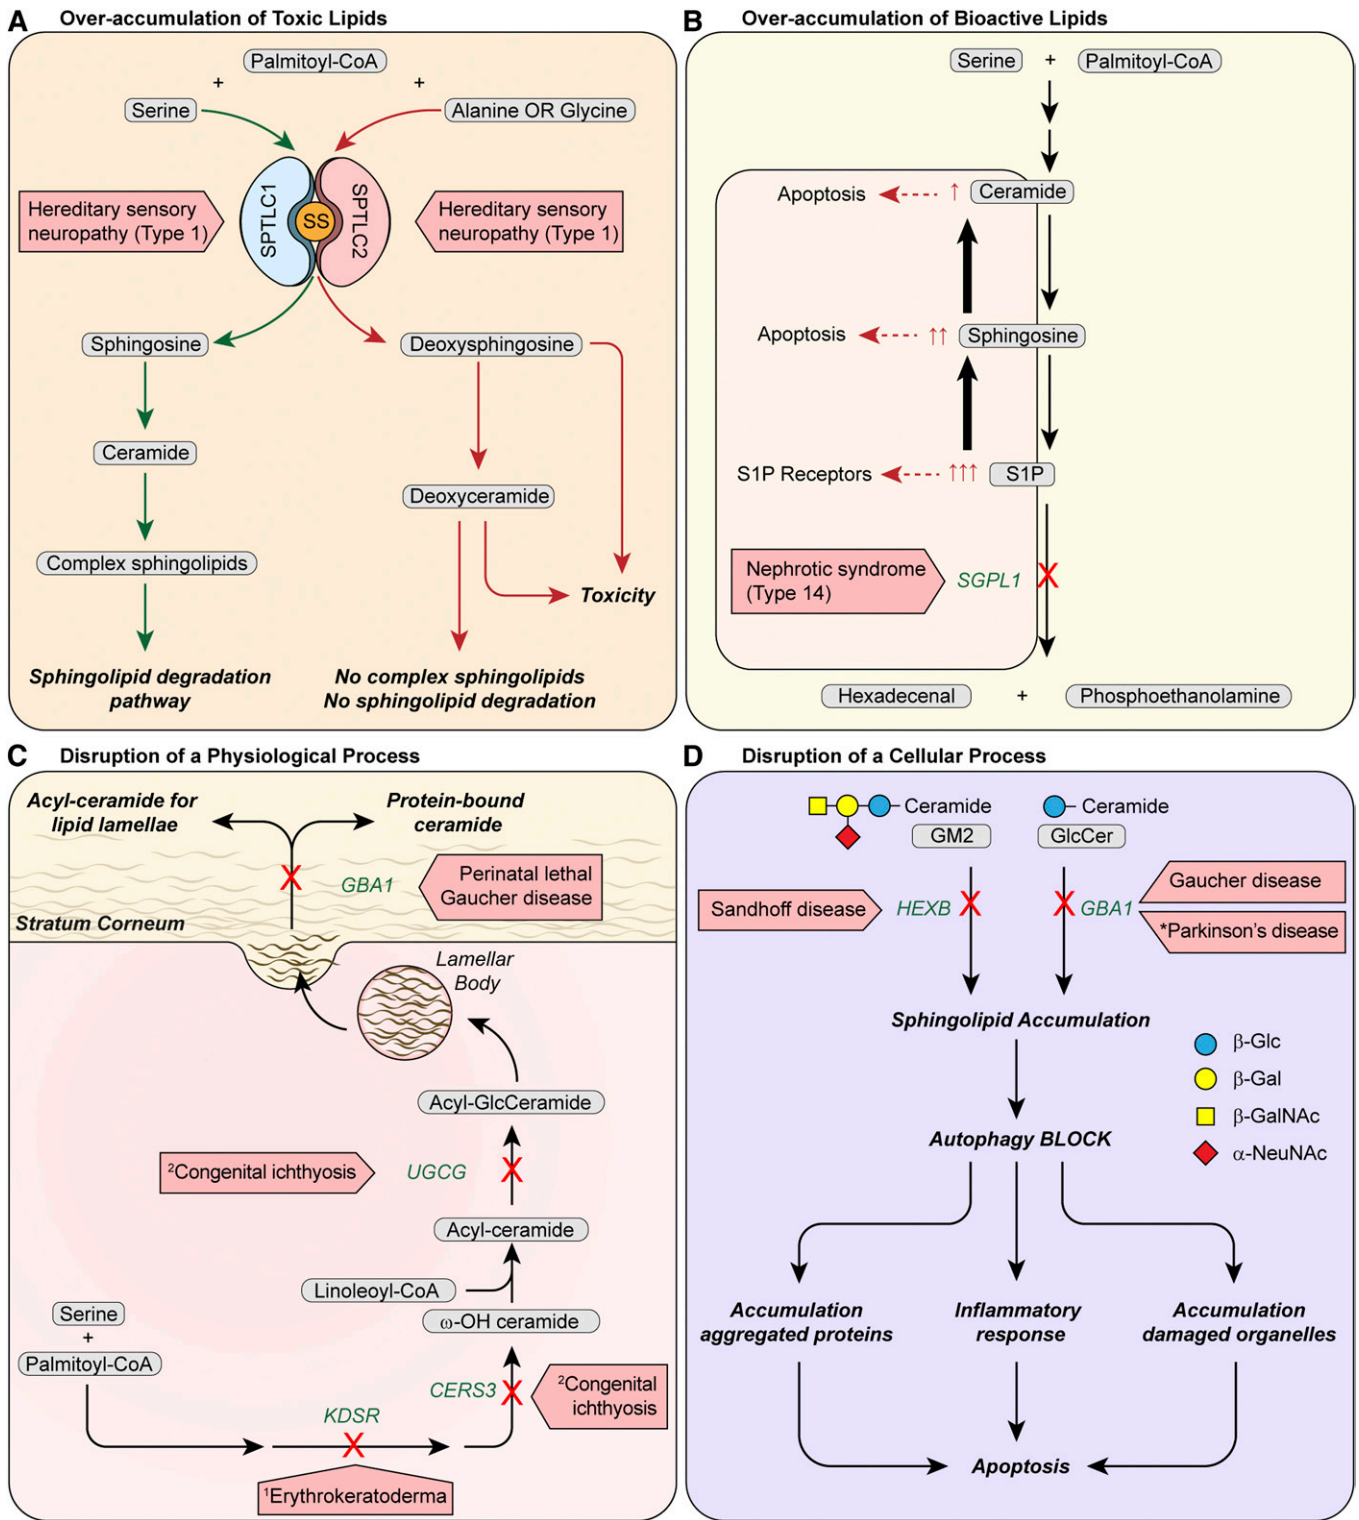 A Over-accumulation of Toxic Lipids
Palmitoyl-CoA
+ +
Serine
Alanine OR Glycine
SPTLC1
SS
SPTLC2
Hereditary sensory
neuropathy (Type 1)
Hereditary sensory
neuropathy (Type 1)
Sphingosine
Deoxysphingosine
Ceramide
Deoxyceramide
Complex sphingolipids
Toxicity
Sphingolipid degradation
pathway
No complex sphingolipids
No sphingolipid degradation
B Over-accumulation of Bioactive Lipids
Serine + Palmitoyl-CoA
Apoptosis ↑ Ceramide
Apoptosis ↑↑ Sphingosine
S1P Receptors ↑↑↑ S1P
Nephrotic syndrome
(Type 14)
SGPL1
X
Hexadecenal + Phosphoethanolamine
C Disruption of a Physiological Process
Acyl-ceramide for
lipid lamellae
Protein-bound
ceramide
X
GBA1
Perinatal lethal
Gaucher disease
Stratum Corneum
Lamellar
Body
Acyl-GlcCeramide
²Congenital ichthyosis
UGCG
X
Acyl-ceramide
Linoleoyl-CoA
ω-OH ceramide
Serine
+
Palmitoyl-CoA
CERS3
X
²Congenital
ichthyosis
KDSR
X
¹Erythrokeratoderma
D Disruption of a Cellular Process
Ceramide
GM2
Ceramide
GlcCer
Sandhoff disease
HEXB
X
X
GBA1
Gaucher disease
*Parkinson's disease
Sphingolipid Accumulation
β-Glc
β-Gal
β-GalNAc
α-NeuNAc
Autophagy BLOCK
Accumulation
aggregated proteins
Inflammatory
response
Accumulation
damaged organelles
Apoptosis